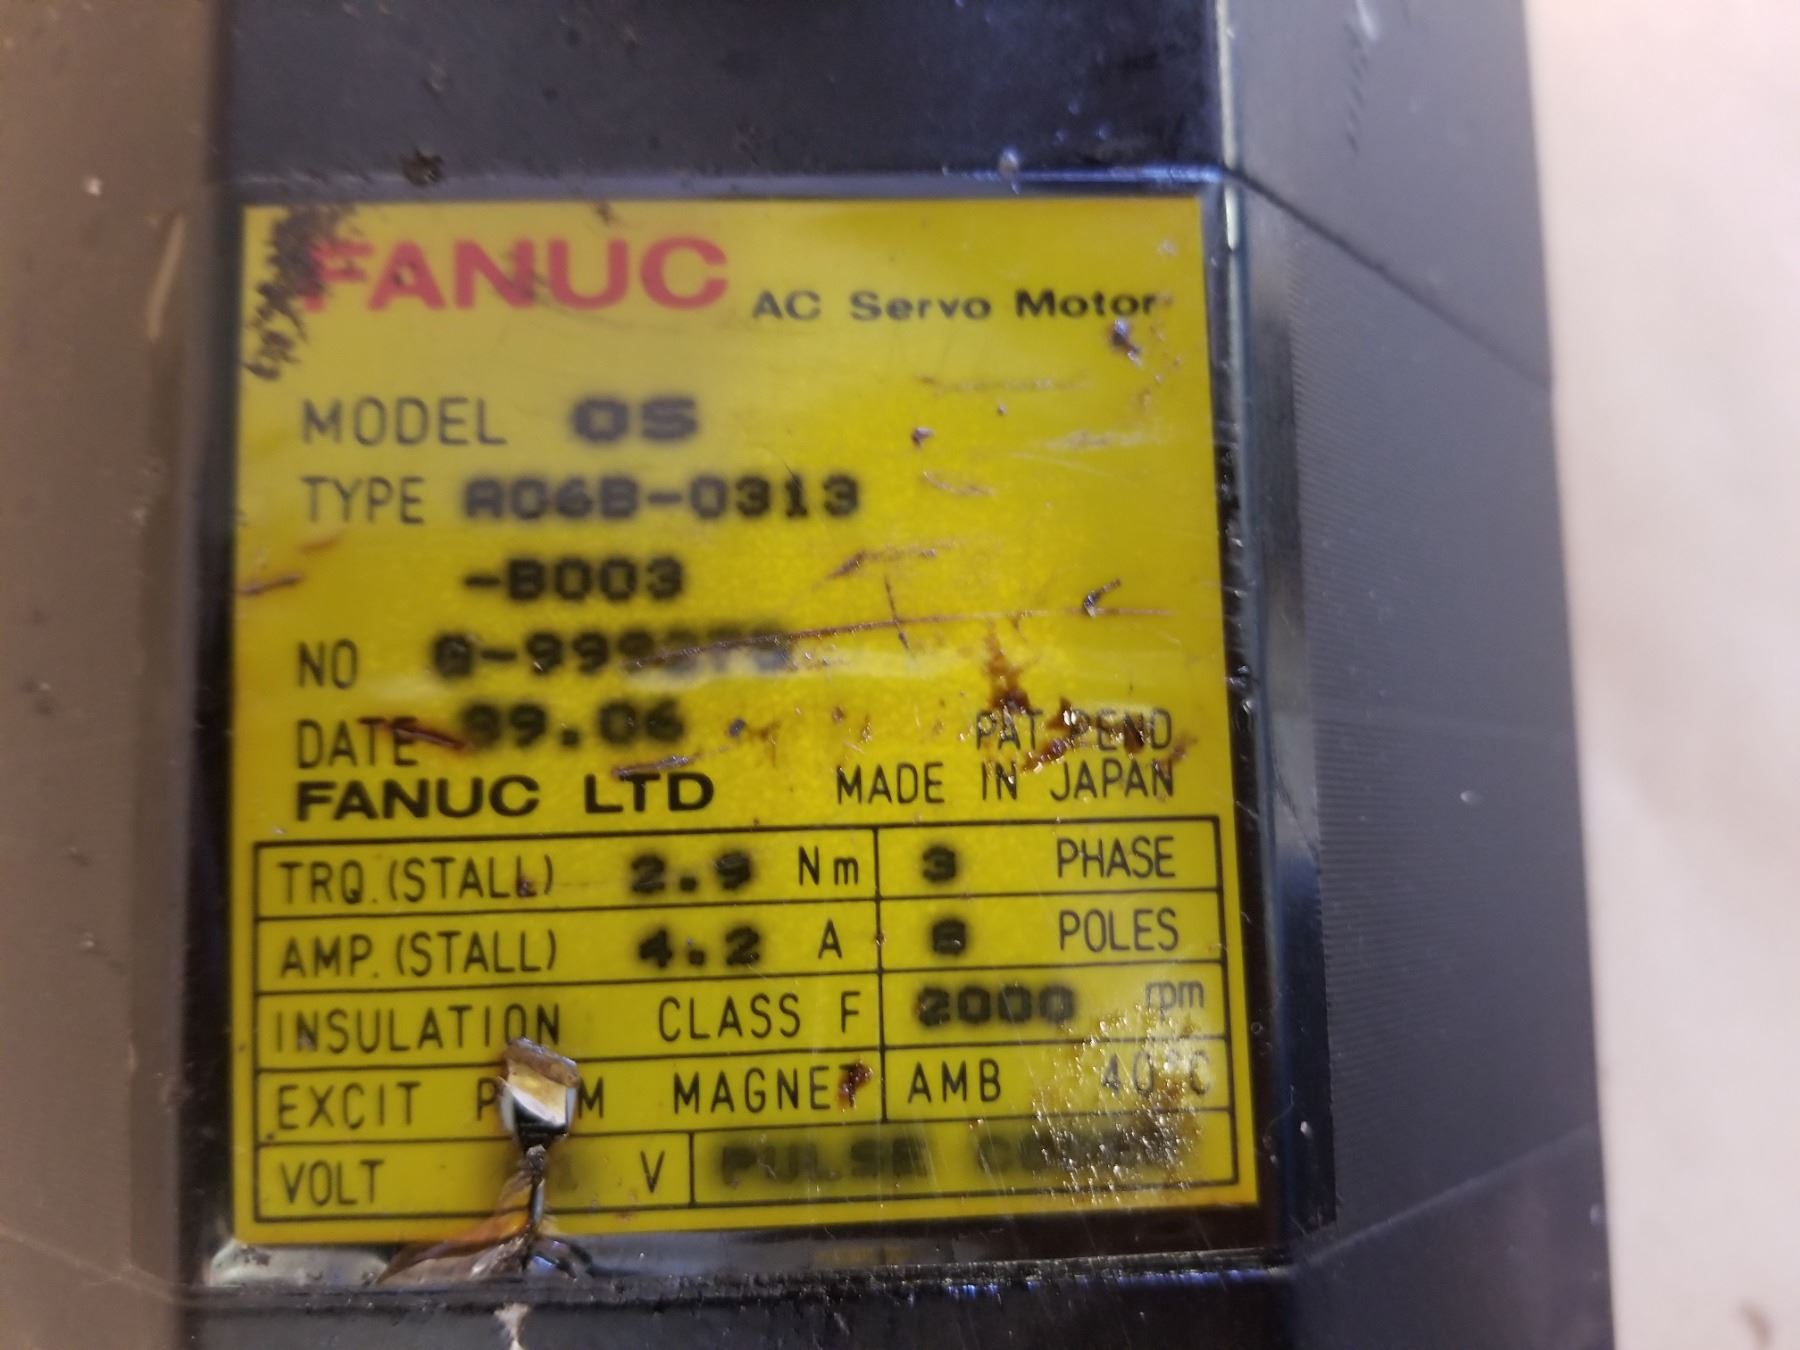 FANUC AC Servo Motor
MODEL 0S
TYPE A06B-0313
-B003
NO
DATE 99.06
PAT PEND
FANUC LTD MADE IN JAPAN
TRQ.(STALL) 2.9 Nm 3 PHASE
AMP.(STALL) 4.2 A 8 POLES
INSULATION CLASS F 2000 rpm
EXCIT MAGNET AMB 40°C
VOLT V PULSE